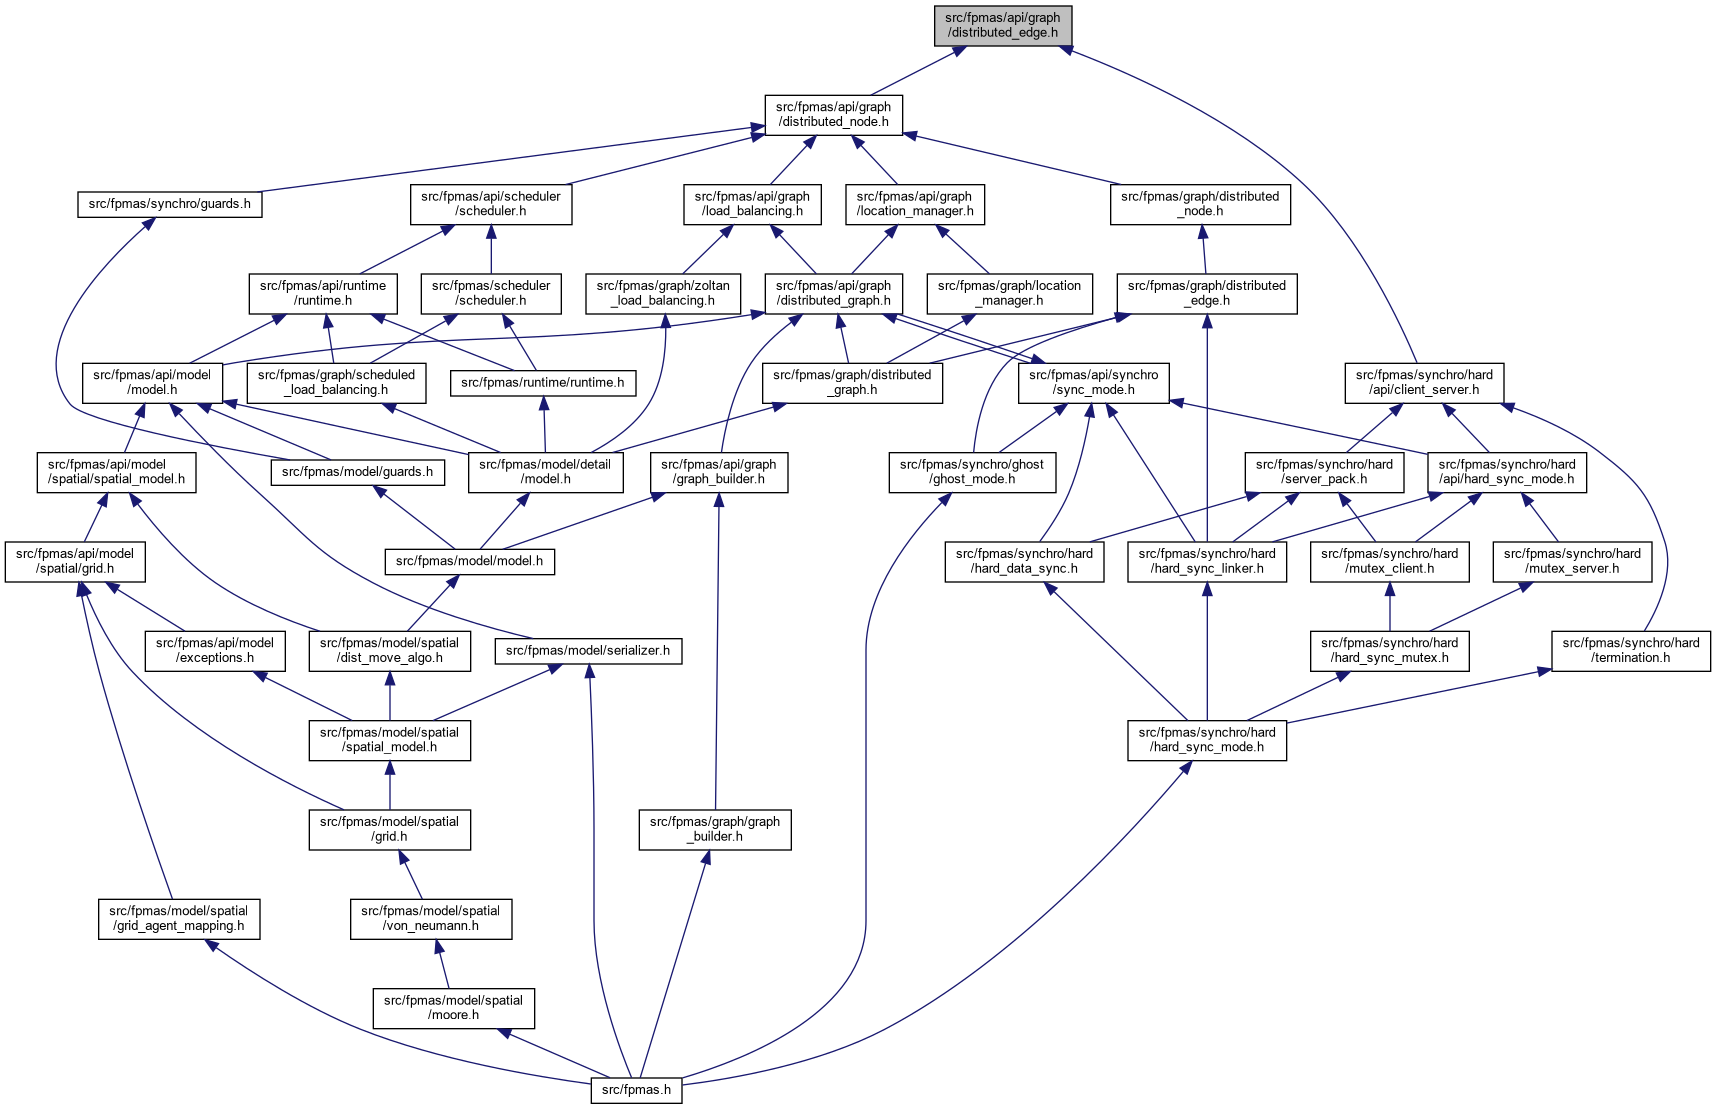 src/fpmas/api/graph
/distributed_edge.h
src/fpmas/api/graph
/distributed_node.h
src/fpmas/synchro/guards.h
src/fpmas/api/scheduler
/scheduler.h
src/fpmas/api/graph
/load_balancing.h
src/fpmas/api/graph
/location_manager.h
src/fpmas/graph/distributed
_node.h
src/fpmas/api/runtime
/runtime.h
src/fpmas/scheduler
/scheduler.h
src/fpmas/graph/zoltan
_load_balancing.h
src/fpmas/api/graph
/distributed_graph.h
src/fpmas/graph/location
_manager.h
src/fpmas/graph/distributed
_edge.h
src/fpmas/api/model
/model.h
src/fpmas/graph/scheduled
_load_balancing.h
src/fpmas/runtime/runtime.h
src/fpmas/graph/distributed
_graph.h
src/fpmas/api/synchro
/sync_mode.h
src/fpmas/synchro/hard
/api/client_server.h
src/fpmas/api/model
/spatial/spatial_model.h
src/fpmas/model/guards.h
src/fpmas/model/detail
/model.h
src/fpmas/api/graph
/graph_builder.h
src/fpmas/synchro/ghost
/ghost_mode.h
src/fpmas/synchro/hard
/server_pack.h
src/fpmas/synchro/hard
/api/hard_sync_mode.h
src/fpmas/api/model
/spatial/grid.h
src/fpmas/model/model.h
src/fpmas/synchro/hard
/hard_data_sync.h
src/fpmas/synchro/hard
/hard_sync_linker.h
src/fpmas/synchro/hard
/mutex_client.h
src/fpmas/synchro/hard
/mutex_server.h
src/fpmas/api/model
/exceptions.h
src/fpmas/model/spatial
/dist_move_algo.h
src/fpmas/model/serializer.h
src/fpmas/synchro/hard
/hard_sync_mutex.h
src/fpmas/synchro/hard
/termination.h
src/fpmas/model/spatial
/spatial_model.h
src/fpmas/synchro/hard
/hard_sync_mode.h
src/fpmas/model/spatial
/grid.h
src/fpmas/graph/graph
_builder.h
src/fpmas/model/spatial
/grid_agent_mapping.h
src/fpmas/model/spatial
/von_neumann.h
src/fpmas/model/spatial
/moore.h
src/fpmas.h